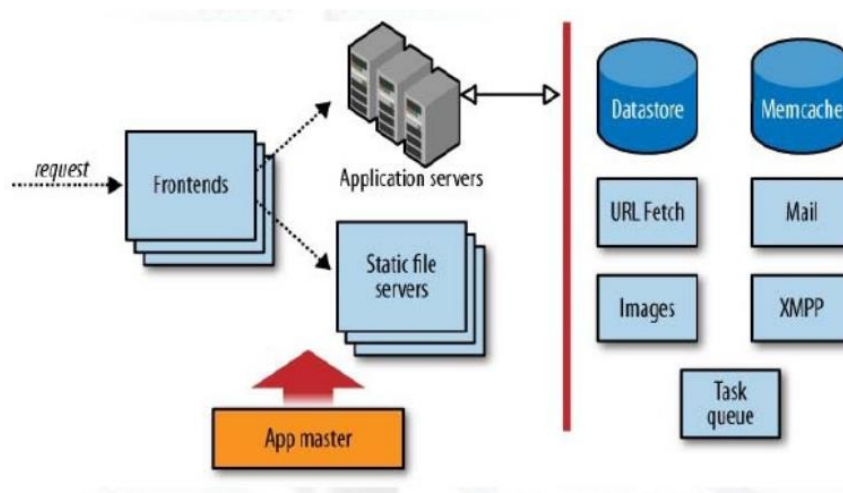 request
Frontends
Application servers
Static file
servers
App master
Datastore
Memcache
URL Fetch
Mail
Images
XMPP
Task
queue